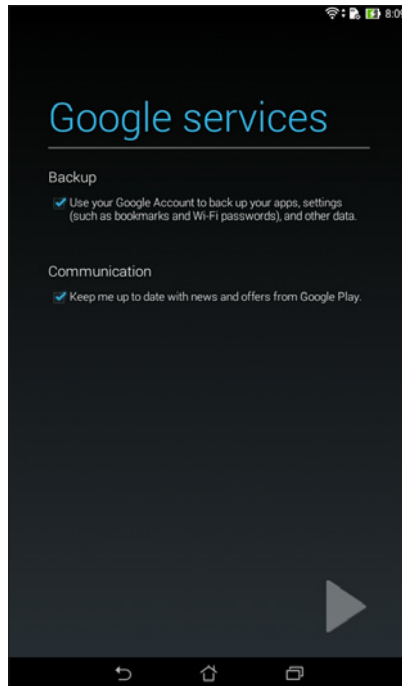 8:09
Google services
Backup
Use your Google Account to back up your apps, settings
(such as bookmarks and Wi-Fi passwords), and other data.
Communication
Keep me up to date with news and offers from Google Play.